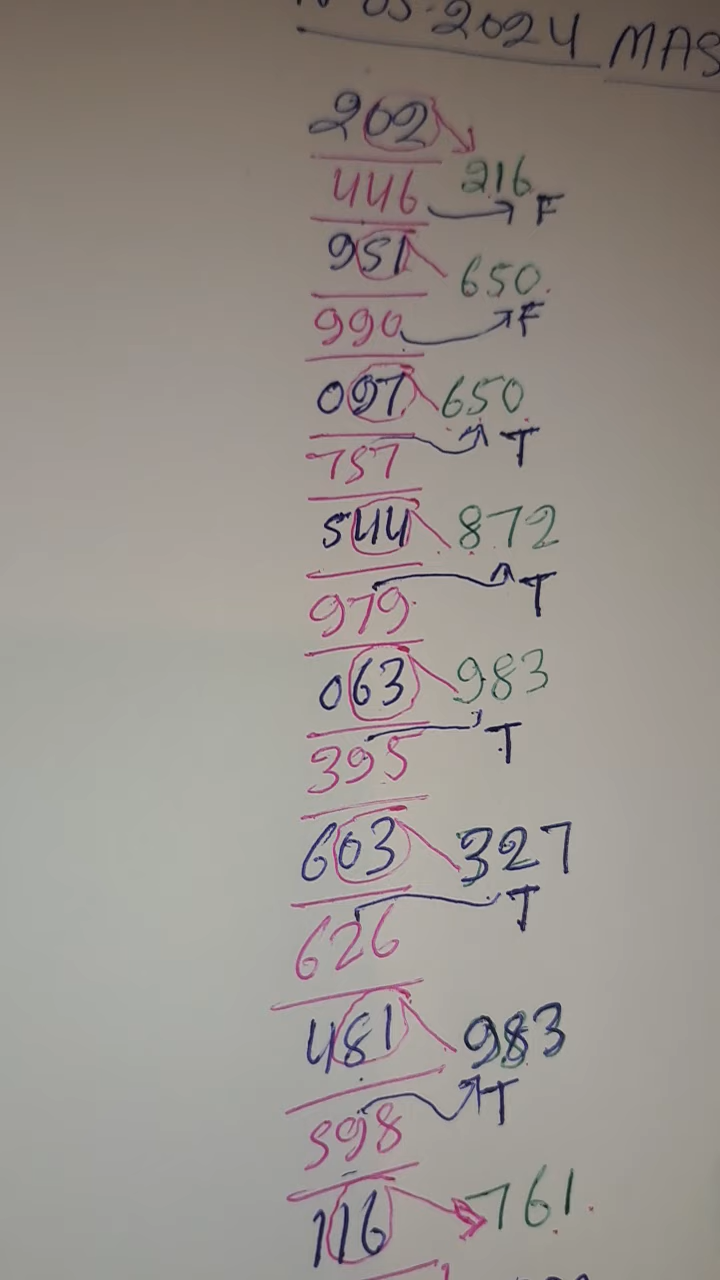 05.2024 MAS
202
216
446 F
951
650.
990 F
097 650
T
757
544 872
T
979
063 983
T
395
603 327
T
626
481 983
T
598
116 761.